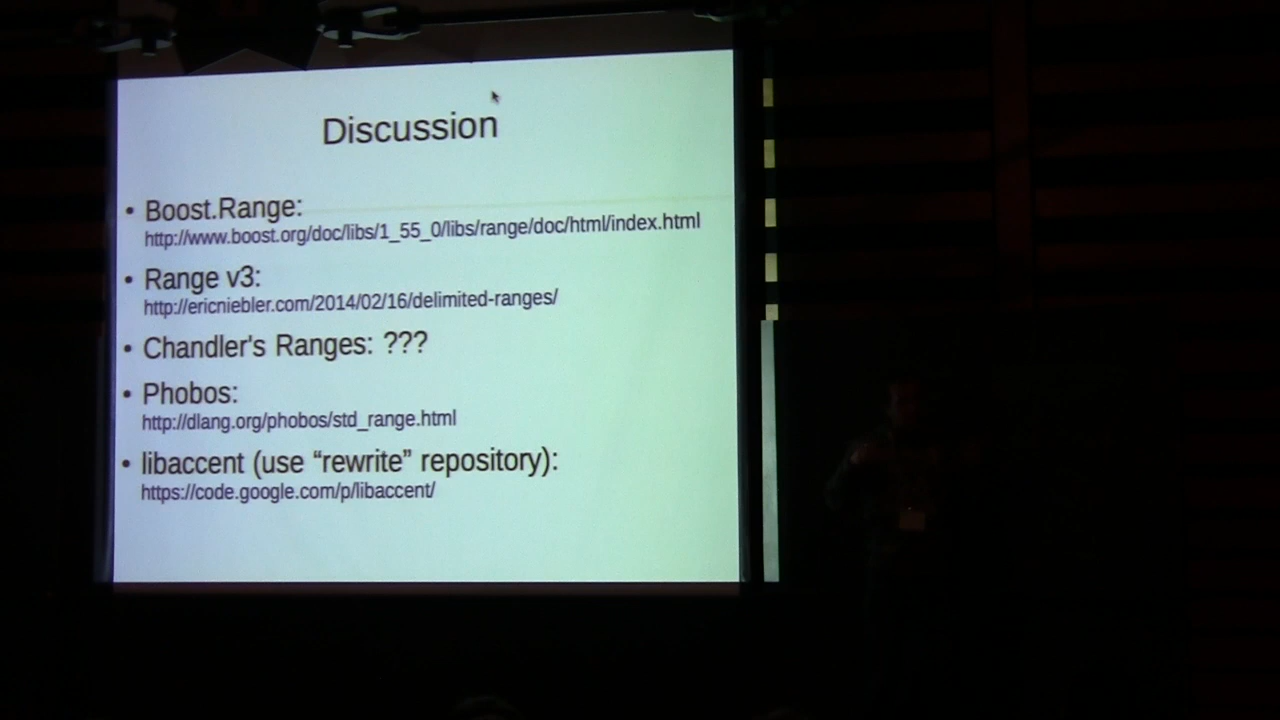 Discussion
• Boost.Range:
http://www.boost.org/doc/libs/1_55_0/libs/range/doc/html/index.html
• Range v3:
http://ericniebler.com/2014/02/16/delimited-ranges/
• Chandler's Ranges: ???
• Phobos:
http://dlang.org/phobos/std_range.html
• libaccent (use “rewrite” repository):
https://code.google.com/p/libaccent/